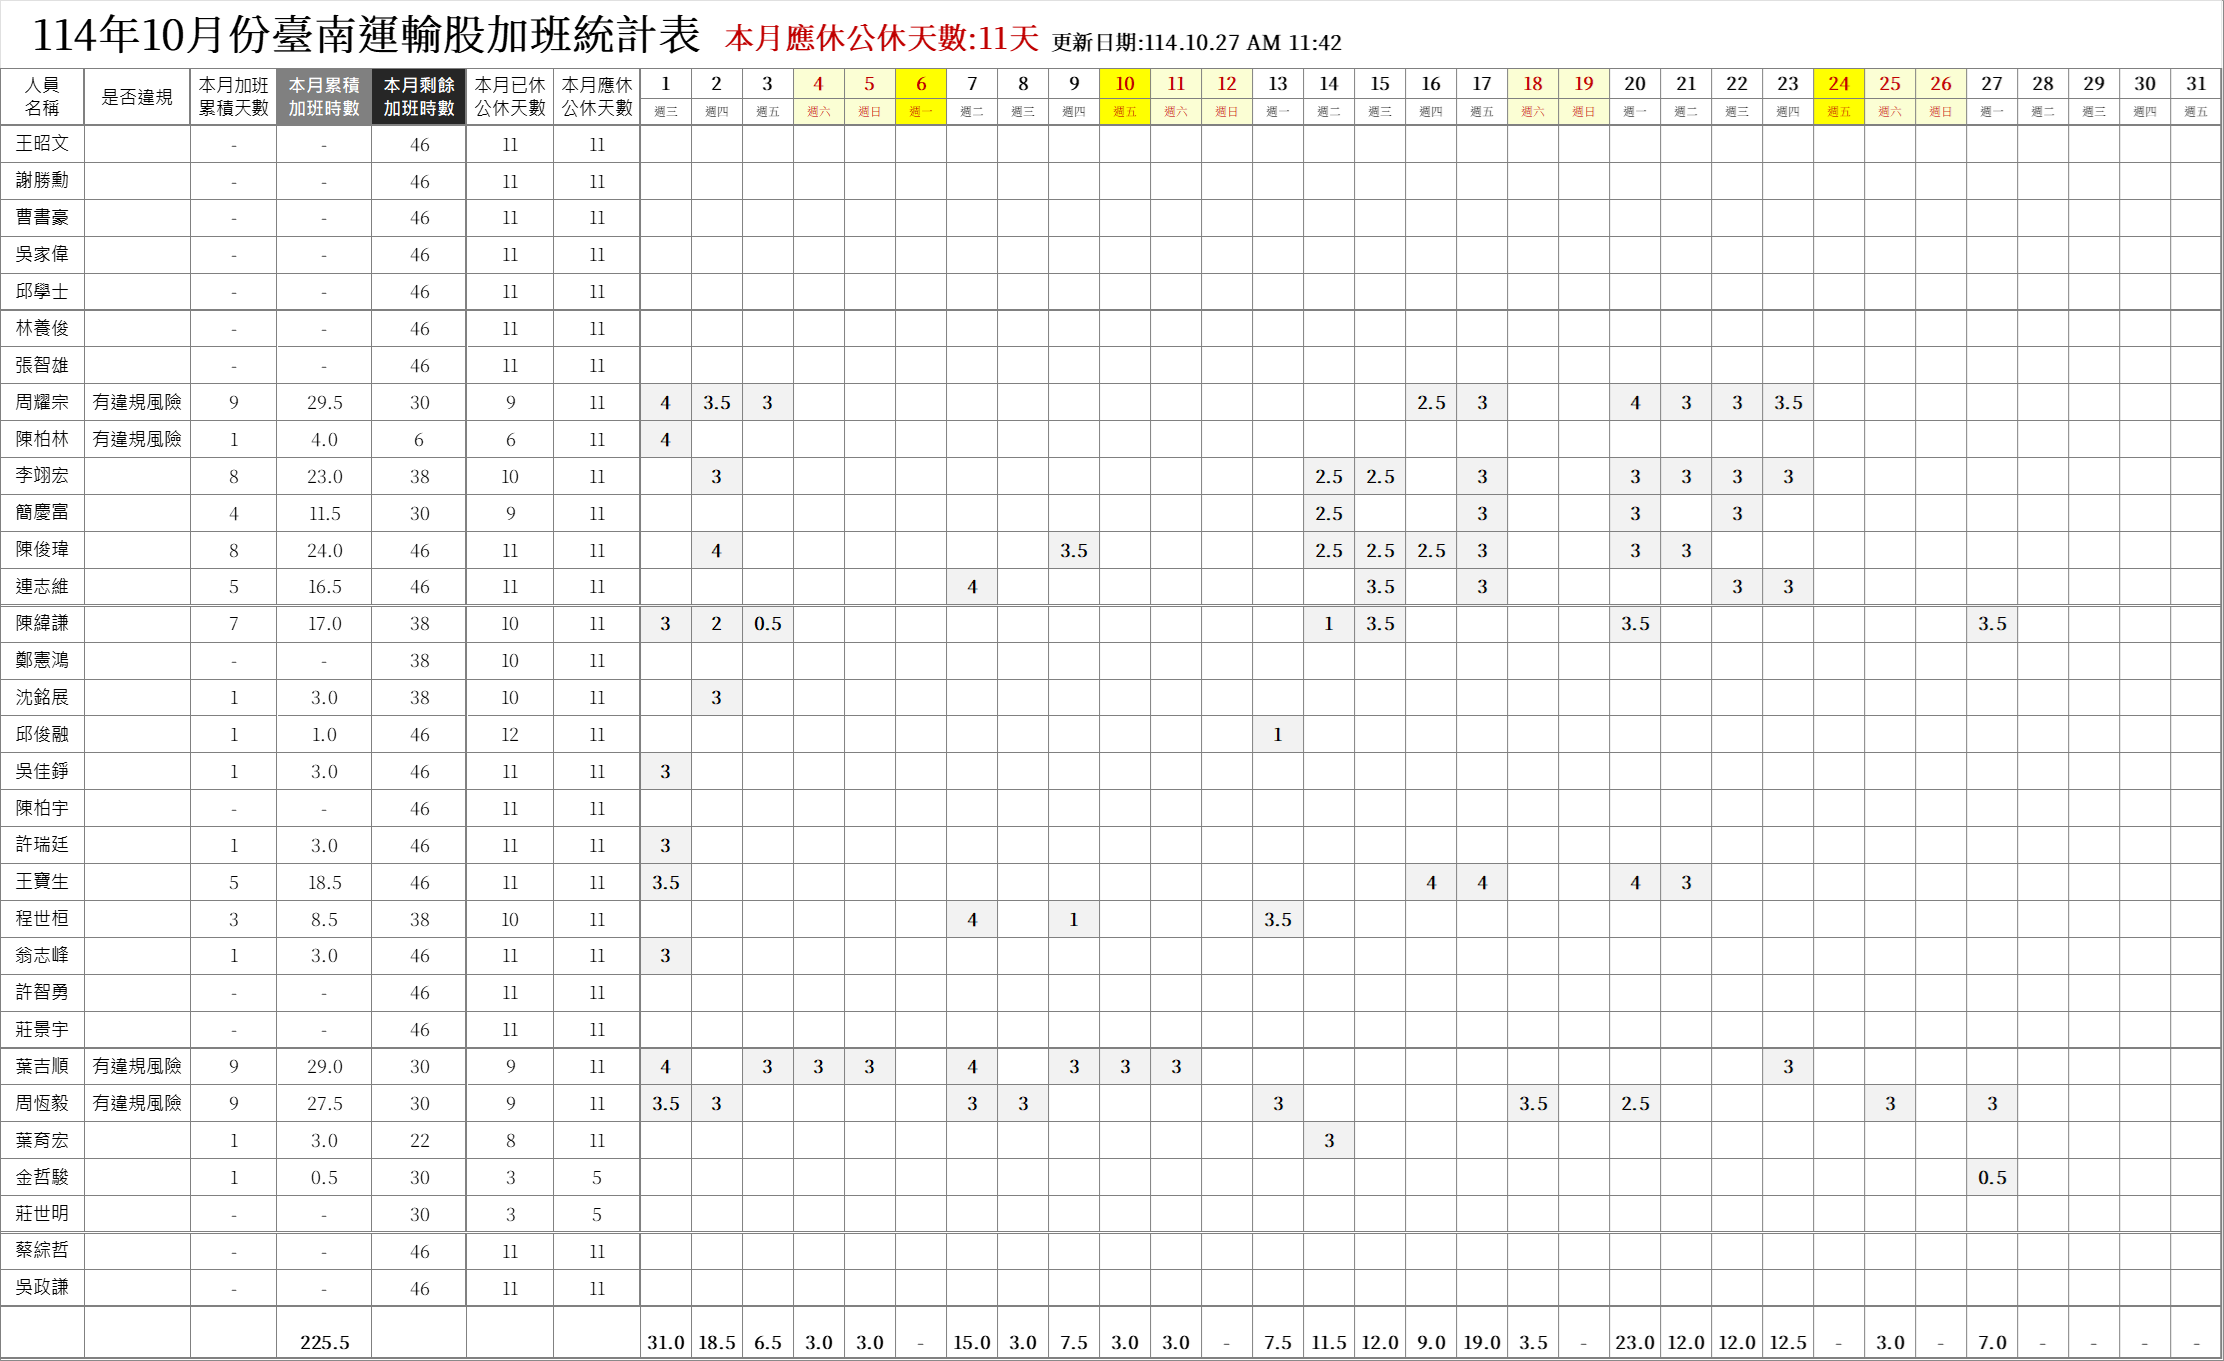 114年10月份臺南運輸股加班統計表 本月應休公休天數:11天 更新日期:114.10.27 AM 11:42
人員名稱 是否違規 本月加班累積天數 本月累積加班時數 本月剩餘加班時數 本月已休公休天數 本月應休公休天數 1 2 3 4 5 6 7 8 9 10 11 12 13 14 15 16 17 18 19 20 21 22 23 24 25 26 27 28 29 30 31
週三 週四 週五 週六 週日 週一 週二 週三 週四 週五 週六 週日 週一 週二 週三 週四 週五 週六 週日 週一 週二 週三 週四 週五 週六 週日 週一 週二 週三 週四 週五
王昭文 - - 46 11 11
謝勝勳 - - 46 11 11
曹書豪 - - 46 11 11
吳家偉 - - 46 11 11
邱學士 - - 46 11 11
林養俊 - - 46 11 11
張智雄 - - 46 11 11
周耀宗 有違規風險 9 29.5 30 9 11 4 3.5 3 2.5 3 4 3 3 3.5
陳柏林 有違規風險 1 4.0 6 6 11 4
李翊宏 8 23.0 38 10 11 3 2.5 2.5 3 3 3 3 3
簡慶富 4 11.5 30 9 11 2.5 3 3 3
陳俊瑋 8 24.0 46 11 11 4 3.5 2.5 2.5 2.5 3 3 3
連志維 5 16.5 46 11 11 4 3.5 3 3 3
陳緯謙 7 17.0 38 10 11 3 2 0.5 1 3.5 3.5 3.5
鄭憲鴻 - - 38 10 11
沈銘展 1 3.0 38 10 11 3
邱俊融 1 1.0 46 12 11 1
吳佳錚 1 3.0 46 11 11 3
陳柏宇 - - 46 11 11
許瑞廷 1 3.0 46 11 11 3
王寶生 5 18.5 46 11 11 3.5 4 4 4 3
程世桓 3 8.5 38 10 11 4 1 3.5
翁志峰 1 3.0 46 11 11 3
許智勇 - - 46 11 11
莊景宇 - - 46 11 11
葉吉順 有違規風險 9 29.0 30 9 11 4 3 3 3 4 3 3 3 3
周恆毅 有違規風險 9 27.5 30 9 11 3.5 3 3 3 3 3.5 2.5 3 3
葉育宏 1 3.0 22 8 11 3
金哲駿 1 0.5 30 3 5 0.5
莊世明 - - 30 3 5
蔡綜哲 - - 46 11 11
吳政謙 - - 46 11 11
225.5 31.0 18.5 6.5 3.0 3.0 - 15.0 3.0 7.5 3.0 3.0 - 7.5 11.5 12.0 9.0 19.0 3.5 - 23.0 12.0 12.0 12.5 - 3.0 - 7.0 - - - -